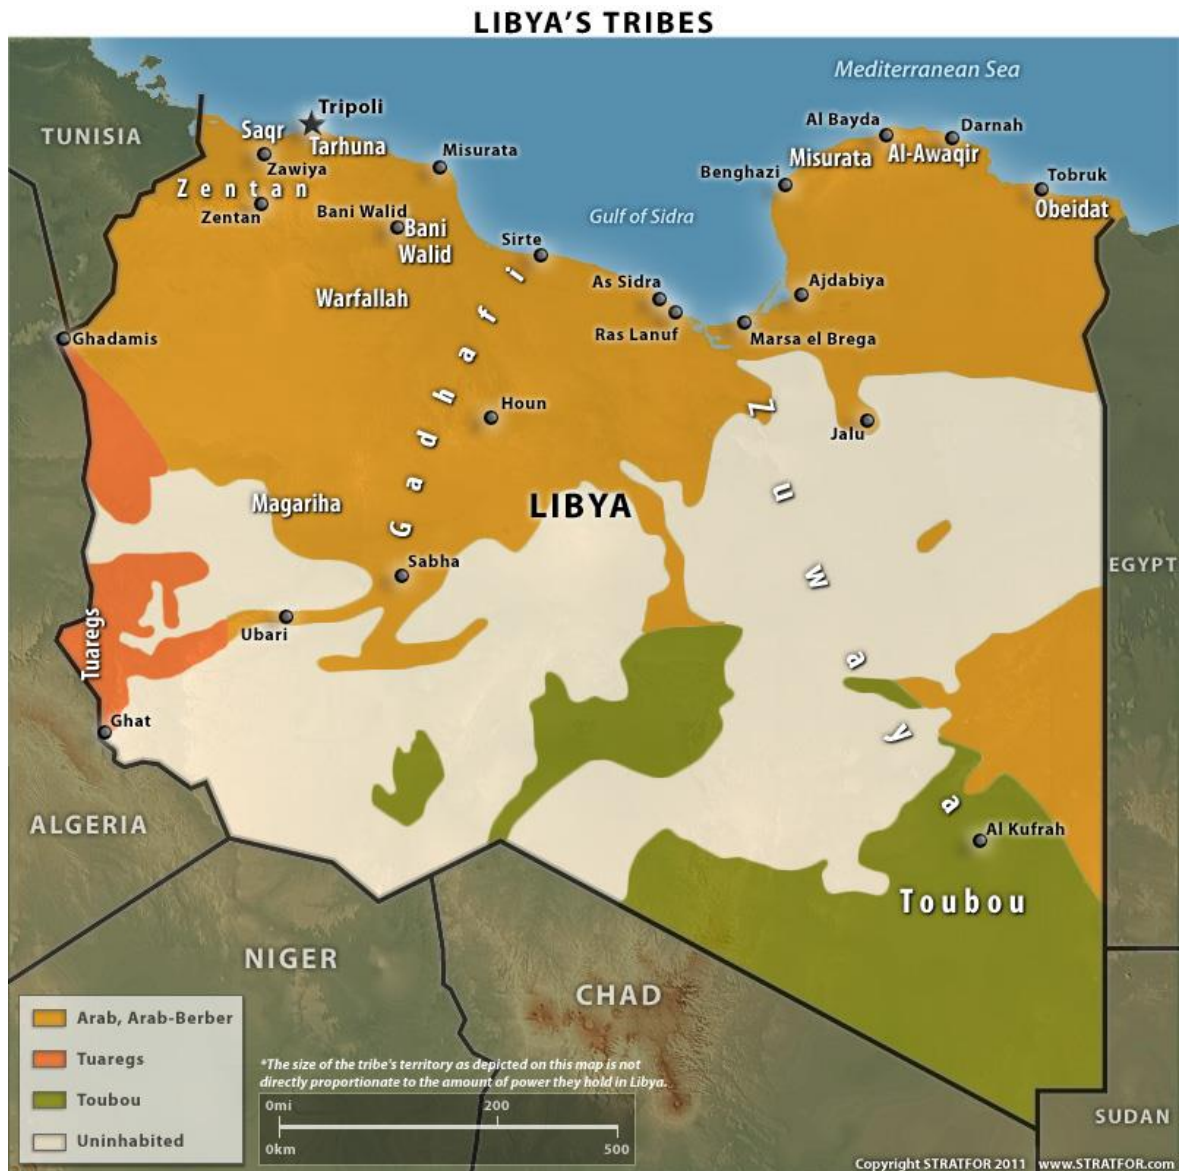 LIBYA'S TRIBES
Mediterranean Sea
TUNISIA
Tripoli
Saqr
Tarhuna
Zawiya
Misurata
Zentan
Zentan
Bani Walid
Bani
Walid
Warfallah
Sirte
Gulf of Sidra
As Sidra
Ras Lanuf
Al Bayda
Darnah
Misurata
Al-Awaqir
Benghazi
Tobruk
Obeidat
Ajdabiya
Marsa el Brega
Jalu
Ghadamis
Gadhafi
Houn
Zuwaya
Magariha
LIBYA
Sabha
EGYPT
Ubari
Tuaregs
Ghat
ALGERIA
Al Kufrah
Toubou
NIGER
CHAD
SUDAN
Arab, Arab-Berber
Tuaregs
Toubou
Uninhabited
*The size of the tribe's territory as depicted on this map is not
directly proportionate to the amount of power they hold in Libya.
0mi 200
0km 500
Copyright STRATFOR 2011 www.STRATFOR.com